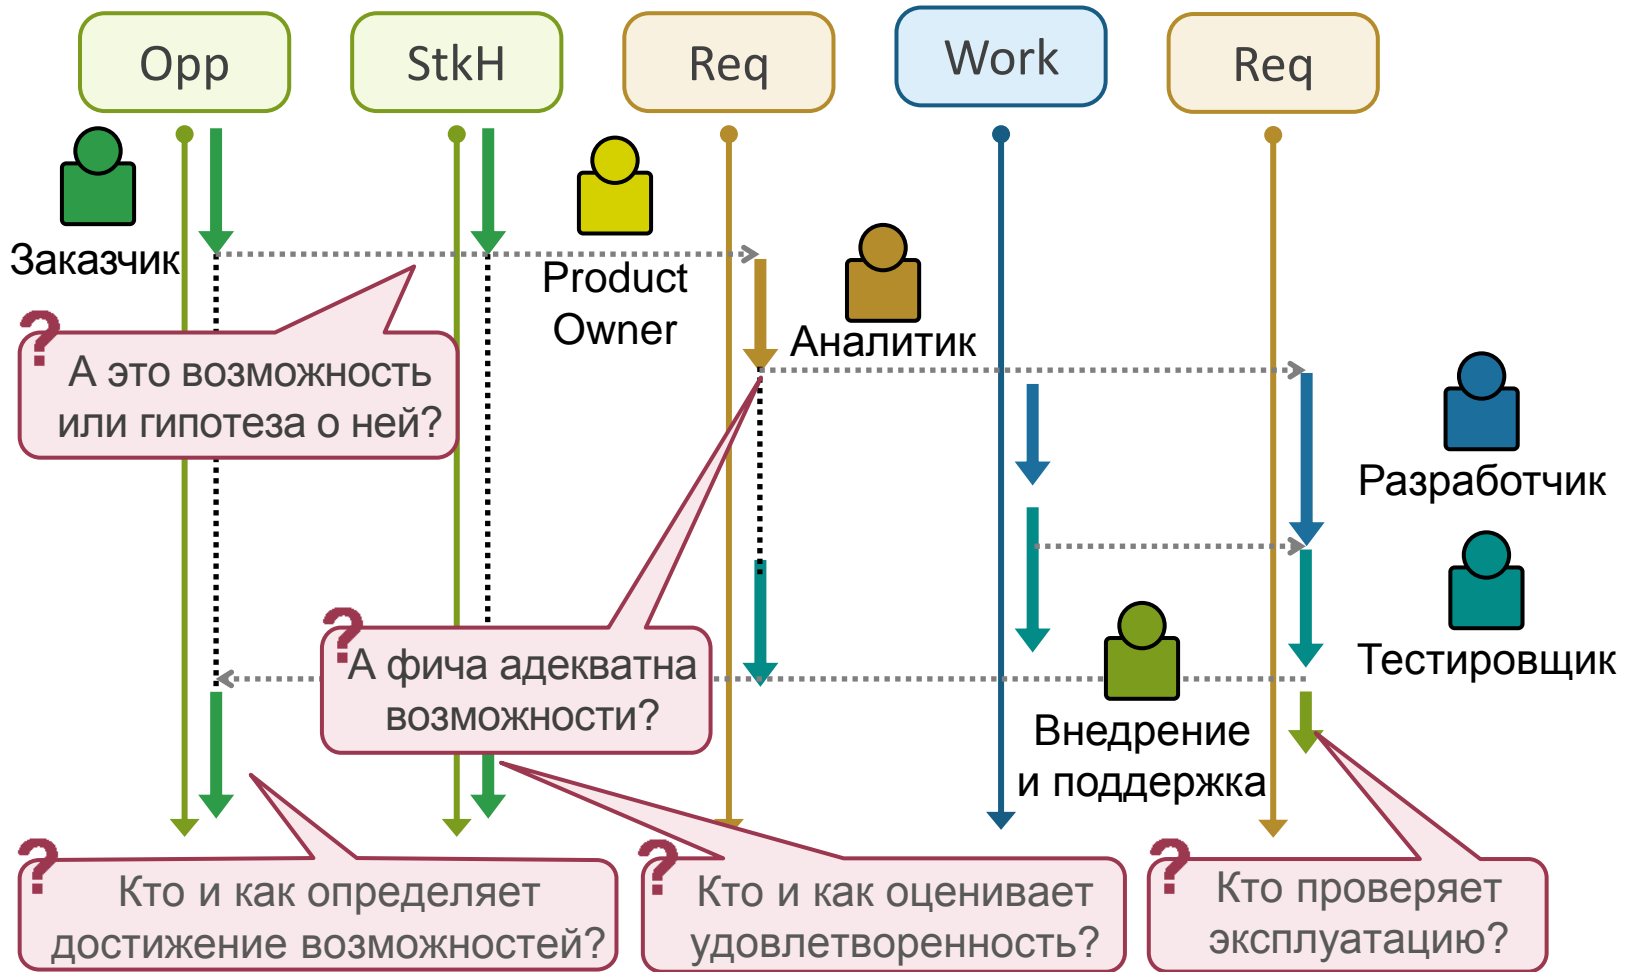 Opp
StkH
Req
Work
Req
Заказчик
Product
Owner
Аналитик
?
А это возможность
или гипотеза о ней?
Разработчик
?
А фича адекватна
возможности?
Тестировщик
Внедрение
и поддержка
?
Кто и как определяет
достижение возможностей?
?
Кто и как оценивает
удовлетворенность?
?
Кто проверяет
эксплуатацию?